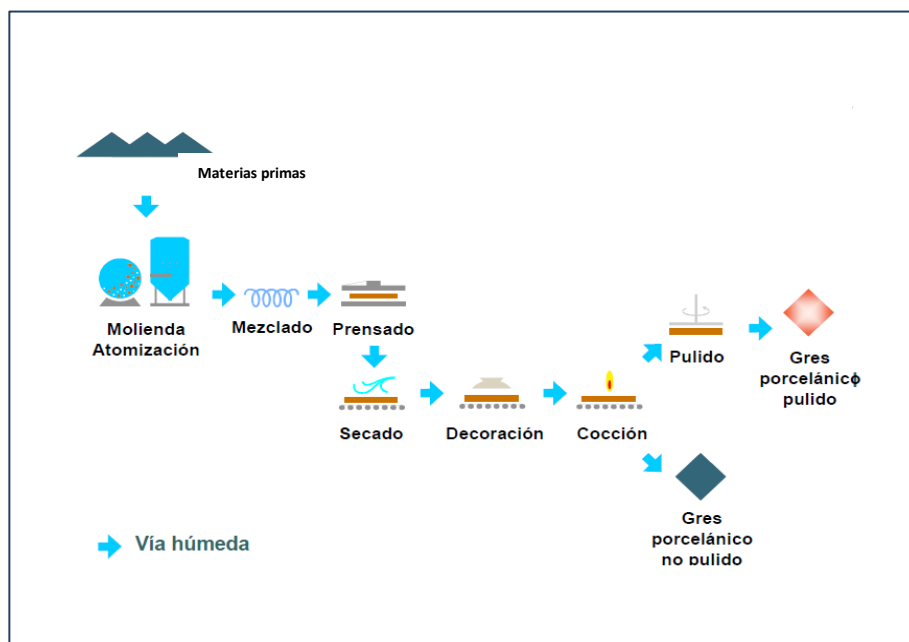 Materias primas
Molienda
Atomización
Mezclado
Prensado
Secado
Decoración
Cocción
Pulido
Gres
porcelánico
pulido
Gres
porcelánico
no pulido
Vía húmeda